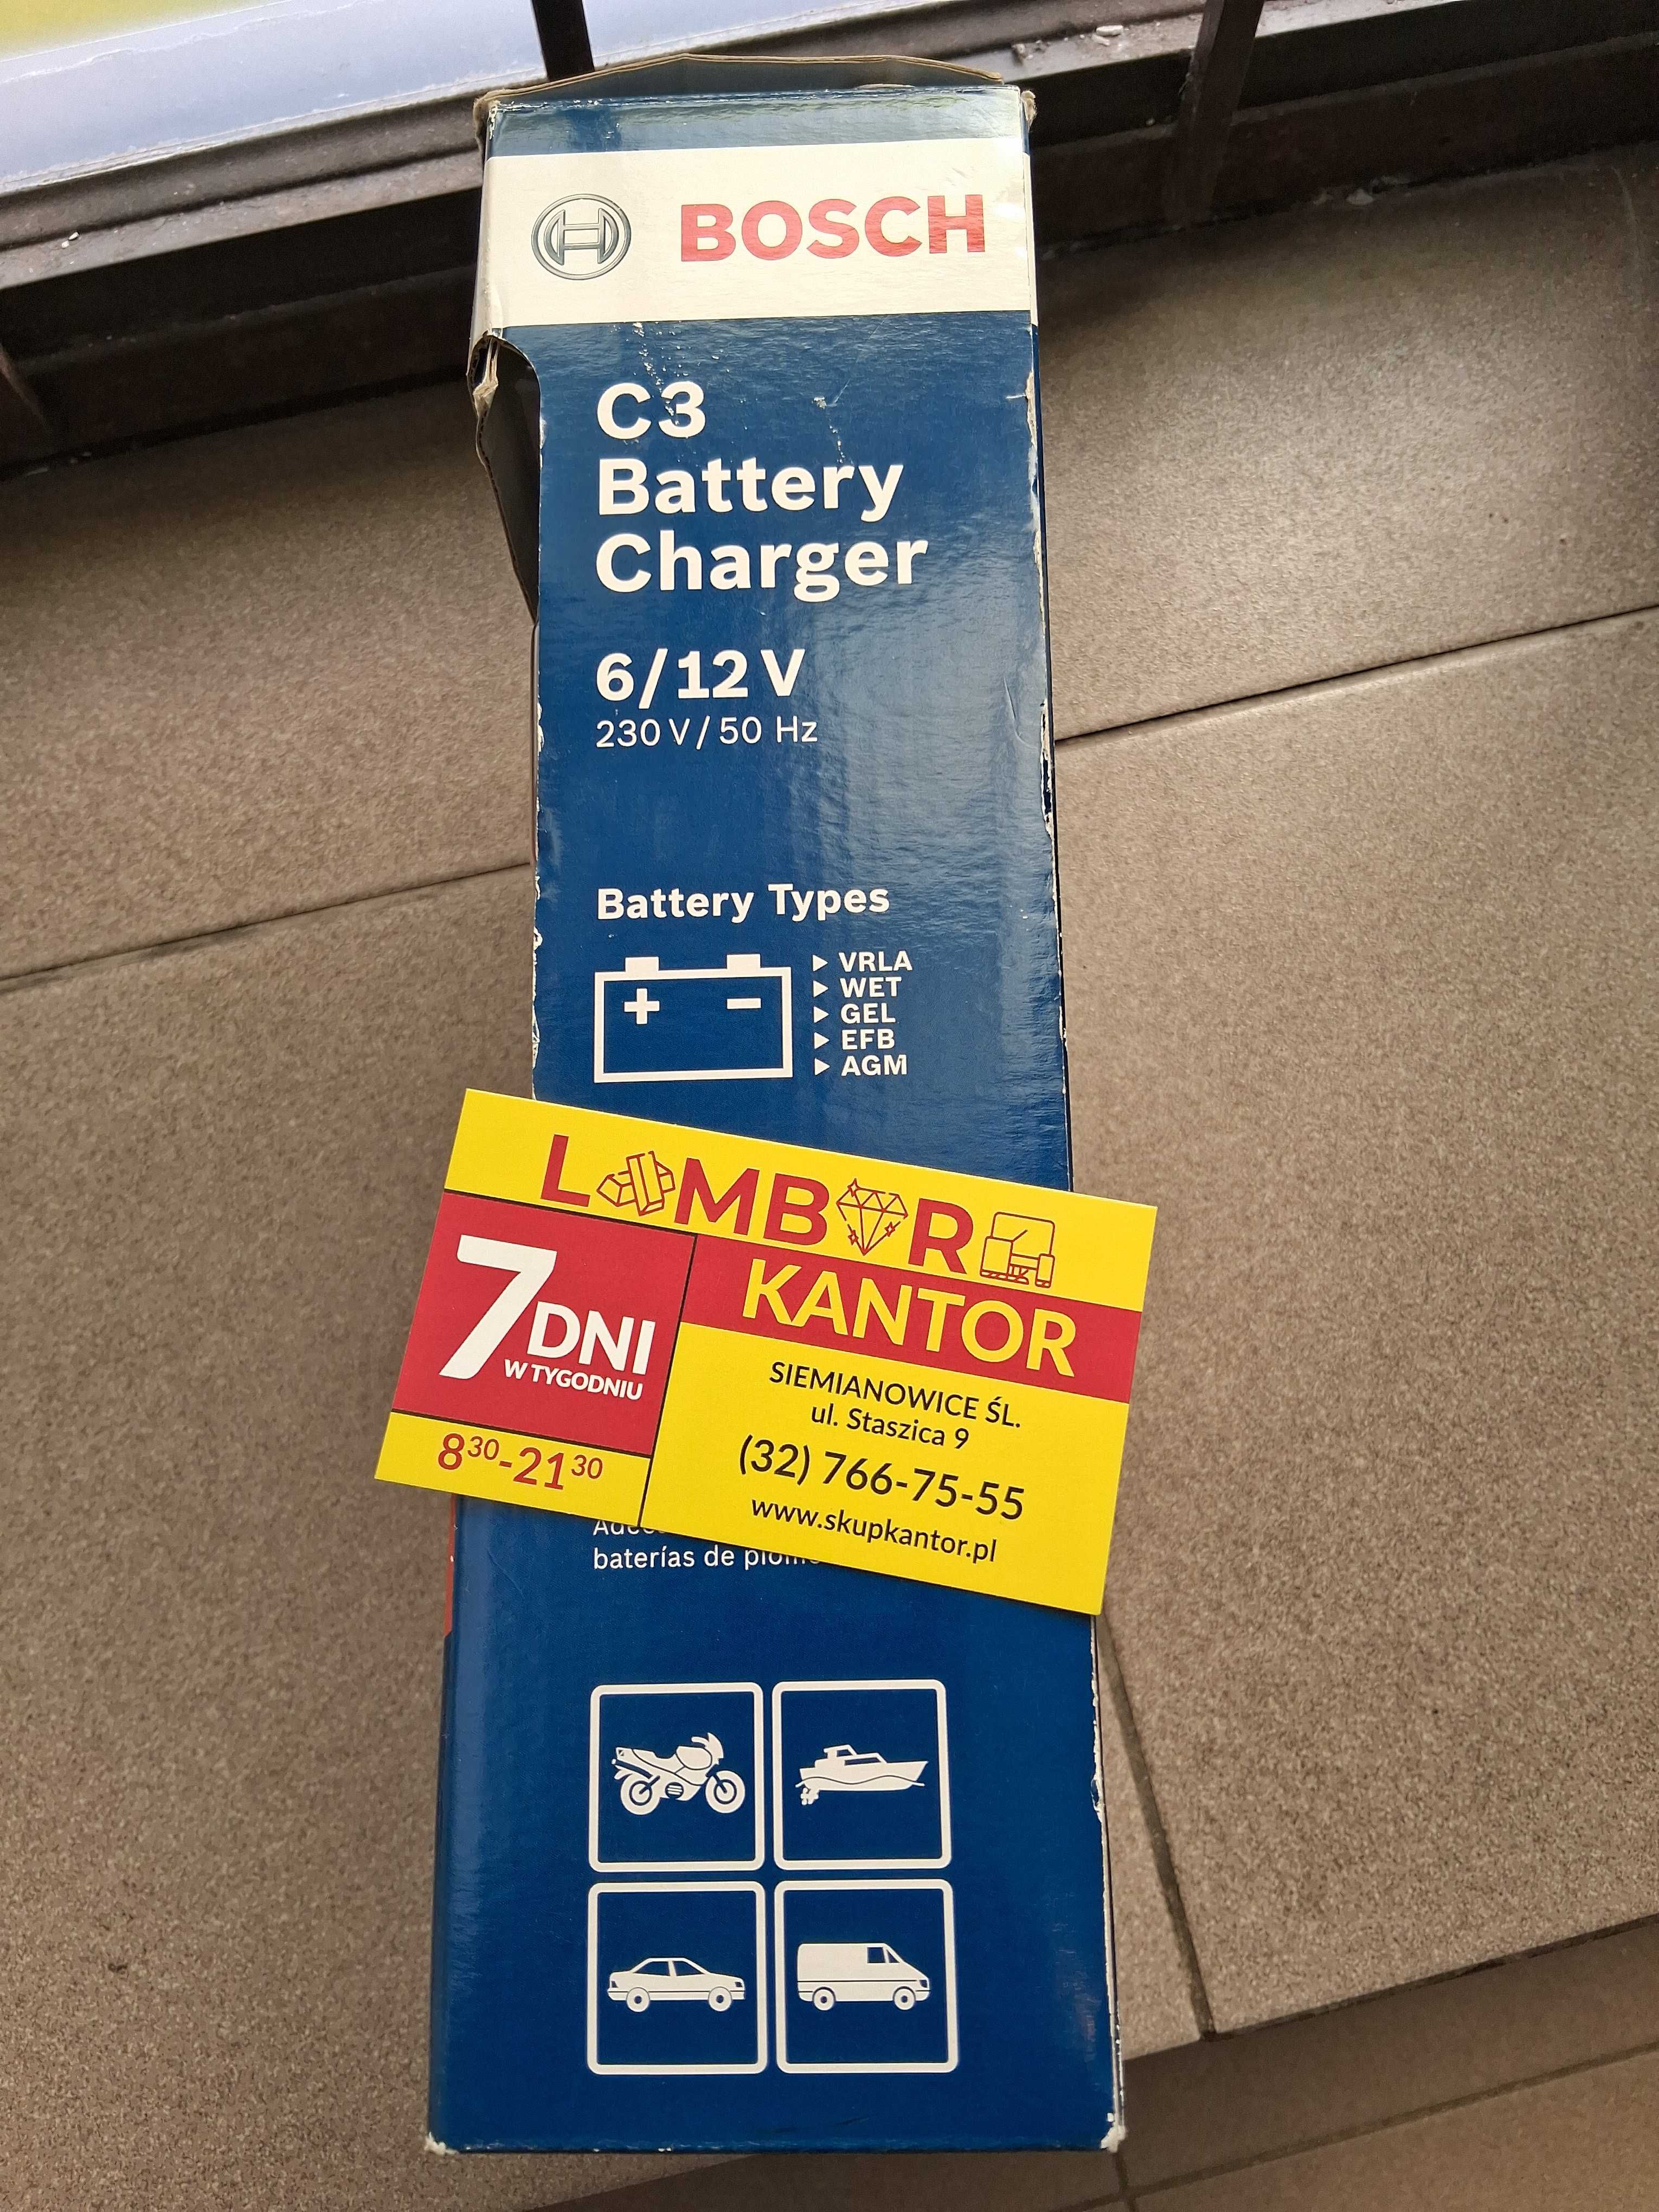 BOSCH
C3
Battery
Charger
6/12 V
230 V / 50 Hz
Battery Types
+ −
VRLA
WET
GEL
EFB
AGM
LOMBARD
KANTOR
7 DNI
W TYGODNIU
8³⁰-21³⁰
SIEMIANOWICE ŚL.
ul. Staszica 9
(32) 766-75-55
www.skupkantor.pl
baterías de